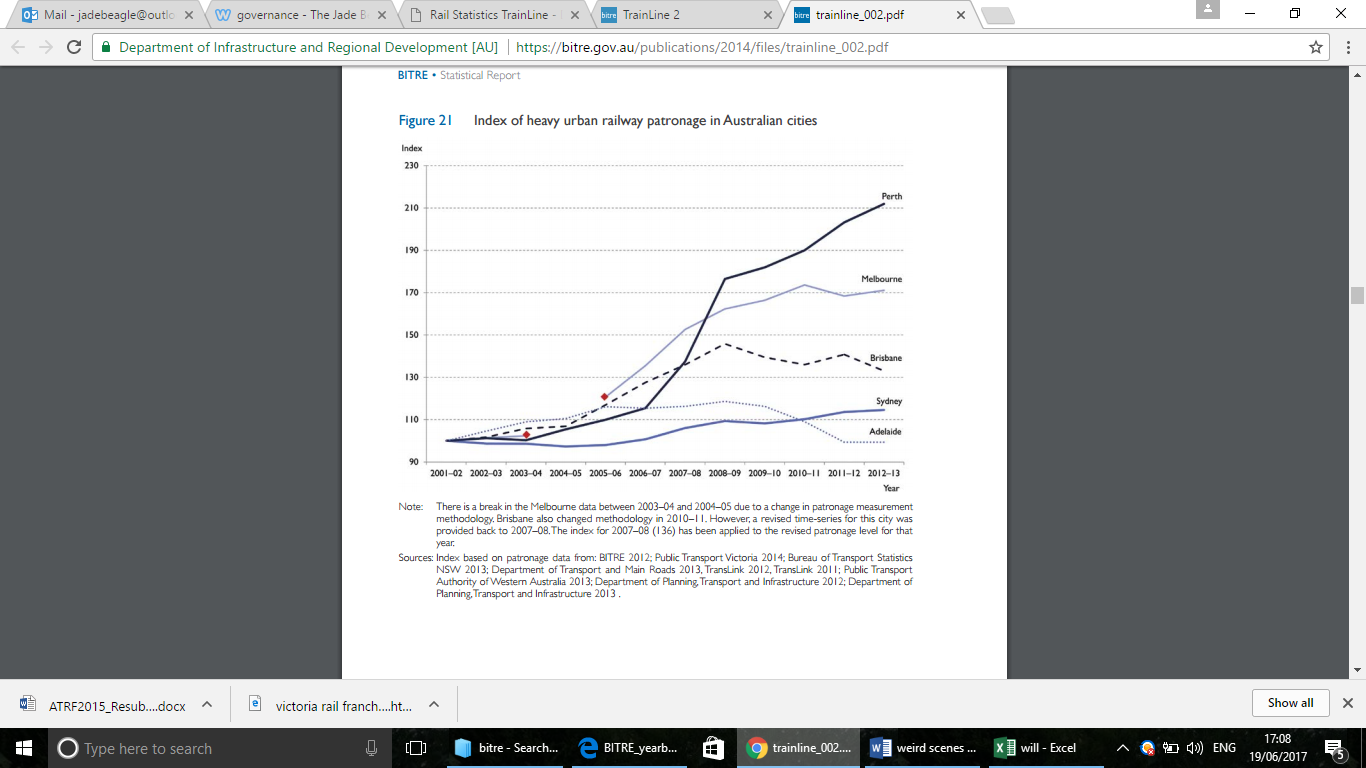 Mail - jadebeagle@outlo
governance - The Jade B
Rail Statistics TrainLine -
bitre TrainLine 2
bitre trainline_002.pdf
Department of Infrastructure and Regional Development [AU] | https://bitre.gov.au/publications/2014/files/trainline_002.pdf
BITRE • Statistical Report
Figure 21 Index of heavy urban railway patronage in Australian cities
Index
230
210
190
170
150
130
110
90
Perth
Melbourne
Brisbane
Sydney
Adelaide
2001–02 2002–03 2003–04 2004–05 2005–06 2006–07 2007–08 2008–09 2009–10 2010–11 2011–12 2012–13
Year
Note: There is a break in the Melbourne data between 2003–04 and 2004–05 due to a change in patronage measurement
methodology. Brisbane also changed methodology in 2010–11. However, a revised time-series for this city was
provided back to 2007–08. The index for 2007–08 (136) has been applied to the revised patronage level for that
year.
Sources: Index based on patronage data from: BITRE 2012; Public Transport Victoria 2014; Bureau of Transport Statistics
NSW 2013; Department of Transport and Main Roads 2013, TransLink 2012, TransLink 2011; Public Transport
Authority of Western Australia 2013; Department of Planning, Transport and Infrastructure 2012; Department of
Planning, Transport and Infrastructure 2013 .
ATRF2015_Resub....docx
victoria rail franch....ht...
Show all
Type here to search
bitre - Search...
BITRE_yearb...
trainline_002....
weird scenes ...
will - Excel
ENG
17:08
19/06/2017
5